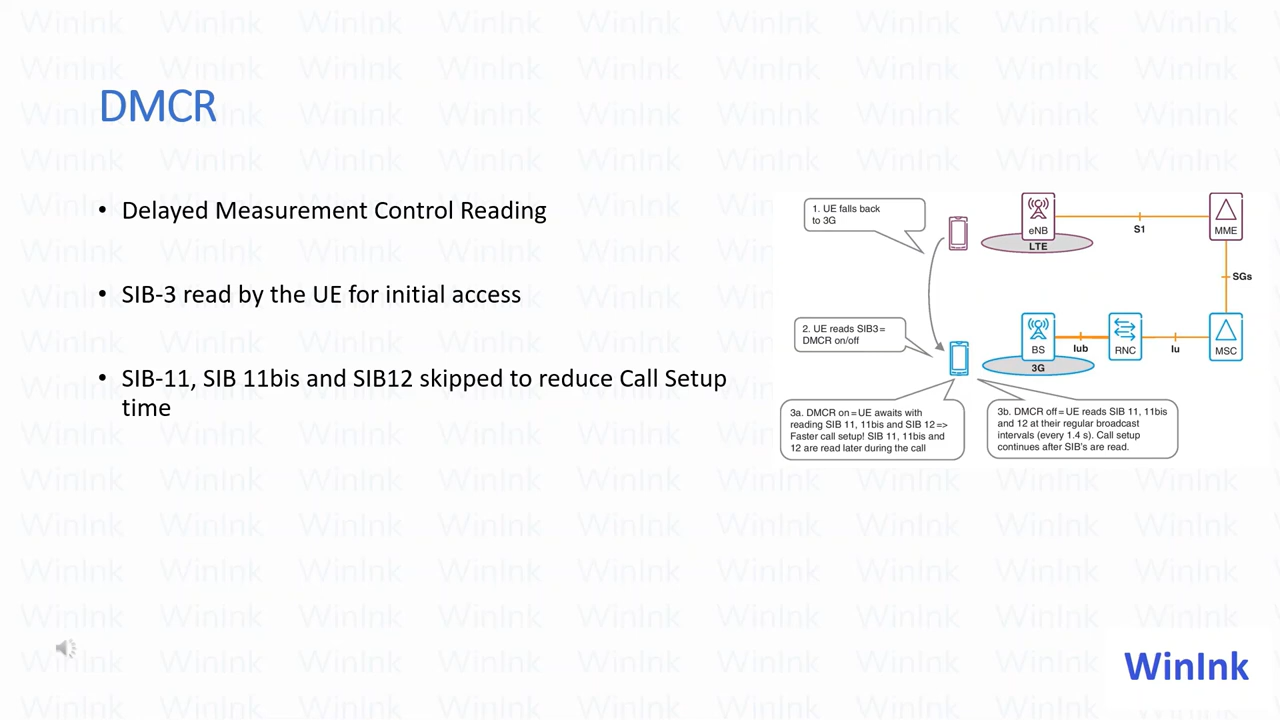 DMCR
• Delayed Measurement Control Reading
• SIB-3 read by the UE for initial access
• SIB-11, SIB 11bis and SIB12 skipped to reduce Call Setup
time
1. UE falls back
to 3G
eNB
LTE
S1
MME
SGs
2. UE reads SIB3=
DMCR on/off
BS
3G
Iub
RNC
Iu
MSC
3a. DMCR on=UE awaits with
reading SIB 11, 11bis and SIB 12=>
Faster call setup! SIB 11, 11bis and
12 are read later during the call
3b. DMCR off=UE reads SIB 11, 11bis
and 12 at their regular broadcast
intervals (every 1.4 s). Call setup
continues after SIB's are read.
WinInk